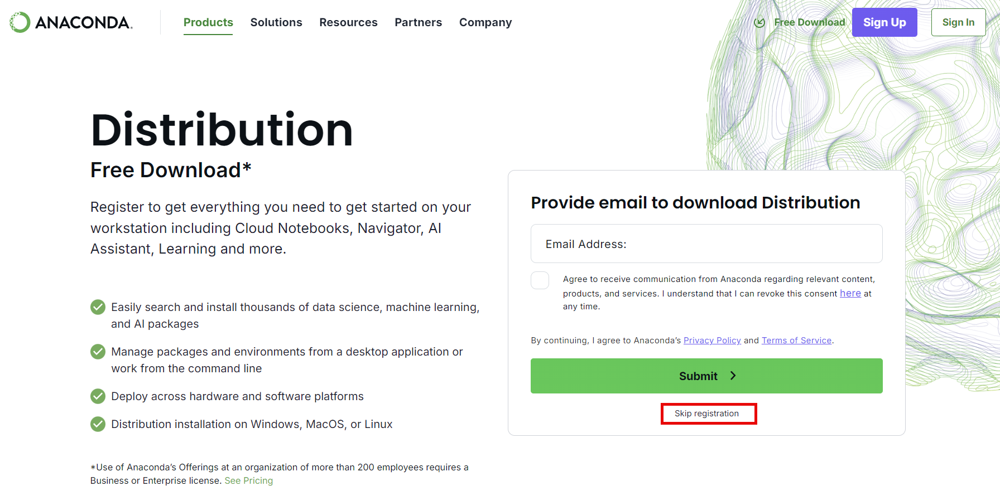 ANACONDA.
Products Solutions Resources Partners Company
Free Download Sign Up Sign In
Distribution
Free Download*
Register to get everything you need to get started on your
workstation including Cloud Notebooks, Navigator, AI
Assistant, Learning and more.
Easily search and install thousands of data science, machine learning,
and AI packages
Manage packages and environments from a desktop application or
work from the command line
Deploy across hardware and software platforms
Distribution installation on Windows, MacOS, or Linux
*Use of Anaconda’s Offerings at an organization of more than 200 employees requires a
Business or Enterprise license. See Pricing
Provide email to download Distribution
Email Address:
Agree to receive communication from Anaconda regarding relevant content,
products, and services. I understand that I can revoke this consent here at
any time.
By continuing, I agree to Anaconda’s Privacy Policy and Terms of Service.
Submit
Skip registration